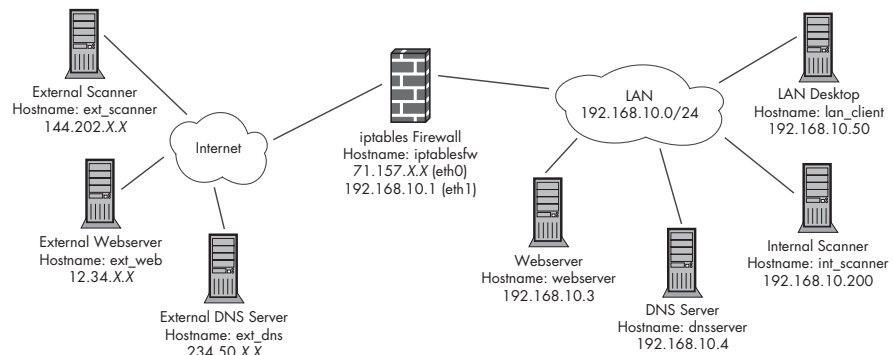 External Scanner
Hostname: ext_scanner
144.202.X.X
Internet
External Webserver
Hostname: ext_web
12.34.X.X
External DNS Server
Hostname: ext_dns
234.50.X.X
iptables Firewall
Hostname: iptablesfw
71.157.X.X (eth0)
192.168.10.1 (eth1)
LAN
192.168.10.0/24
LAN Desktop
Hostname: lan_client
192.168.10.50
Webserver
Hostname: webserver
192.168.10.3
DNS Server
Hostname: dnsserver
192.168.10.4
Internal Scanner
Hostname: int_scanner
192.168.10.200